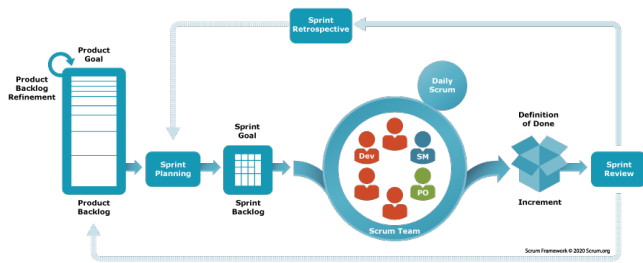 Sprint
Retrospective
Product
Goal
Product
Backlog
Refinement
Daily
Scrum
Sprint
Goal
Definition
of Done
Dev
SM
PO
Sprint
Planning
Sprint
Review
Product
Backlog
Sprint
Backlog
Scrum Team
Increment
Scrum Framework © 2020 Scrum.org